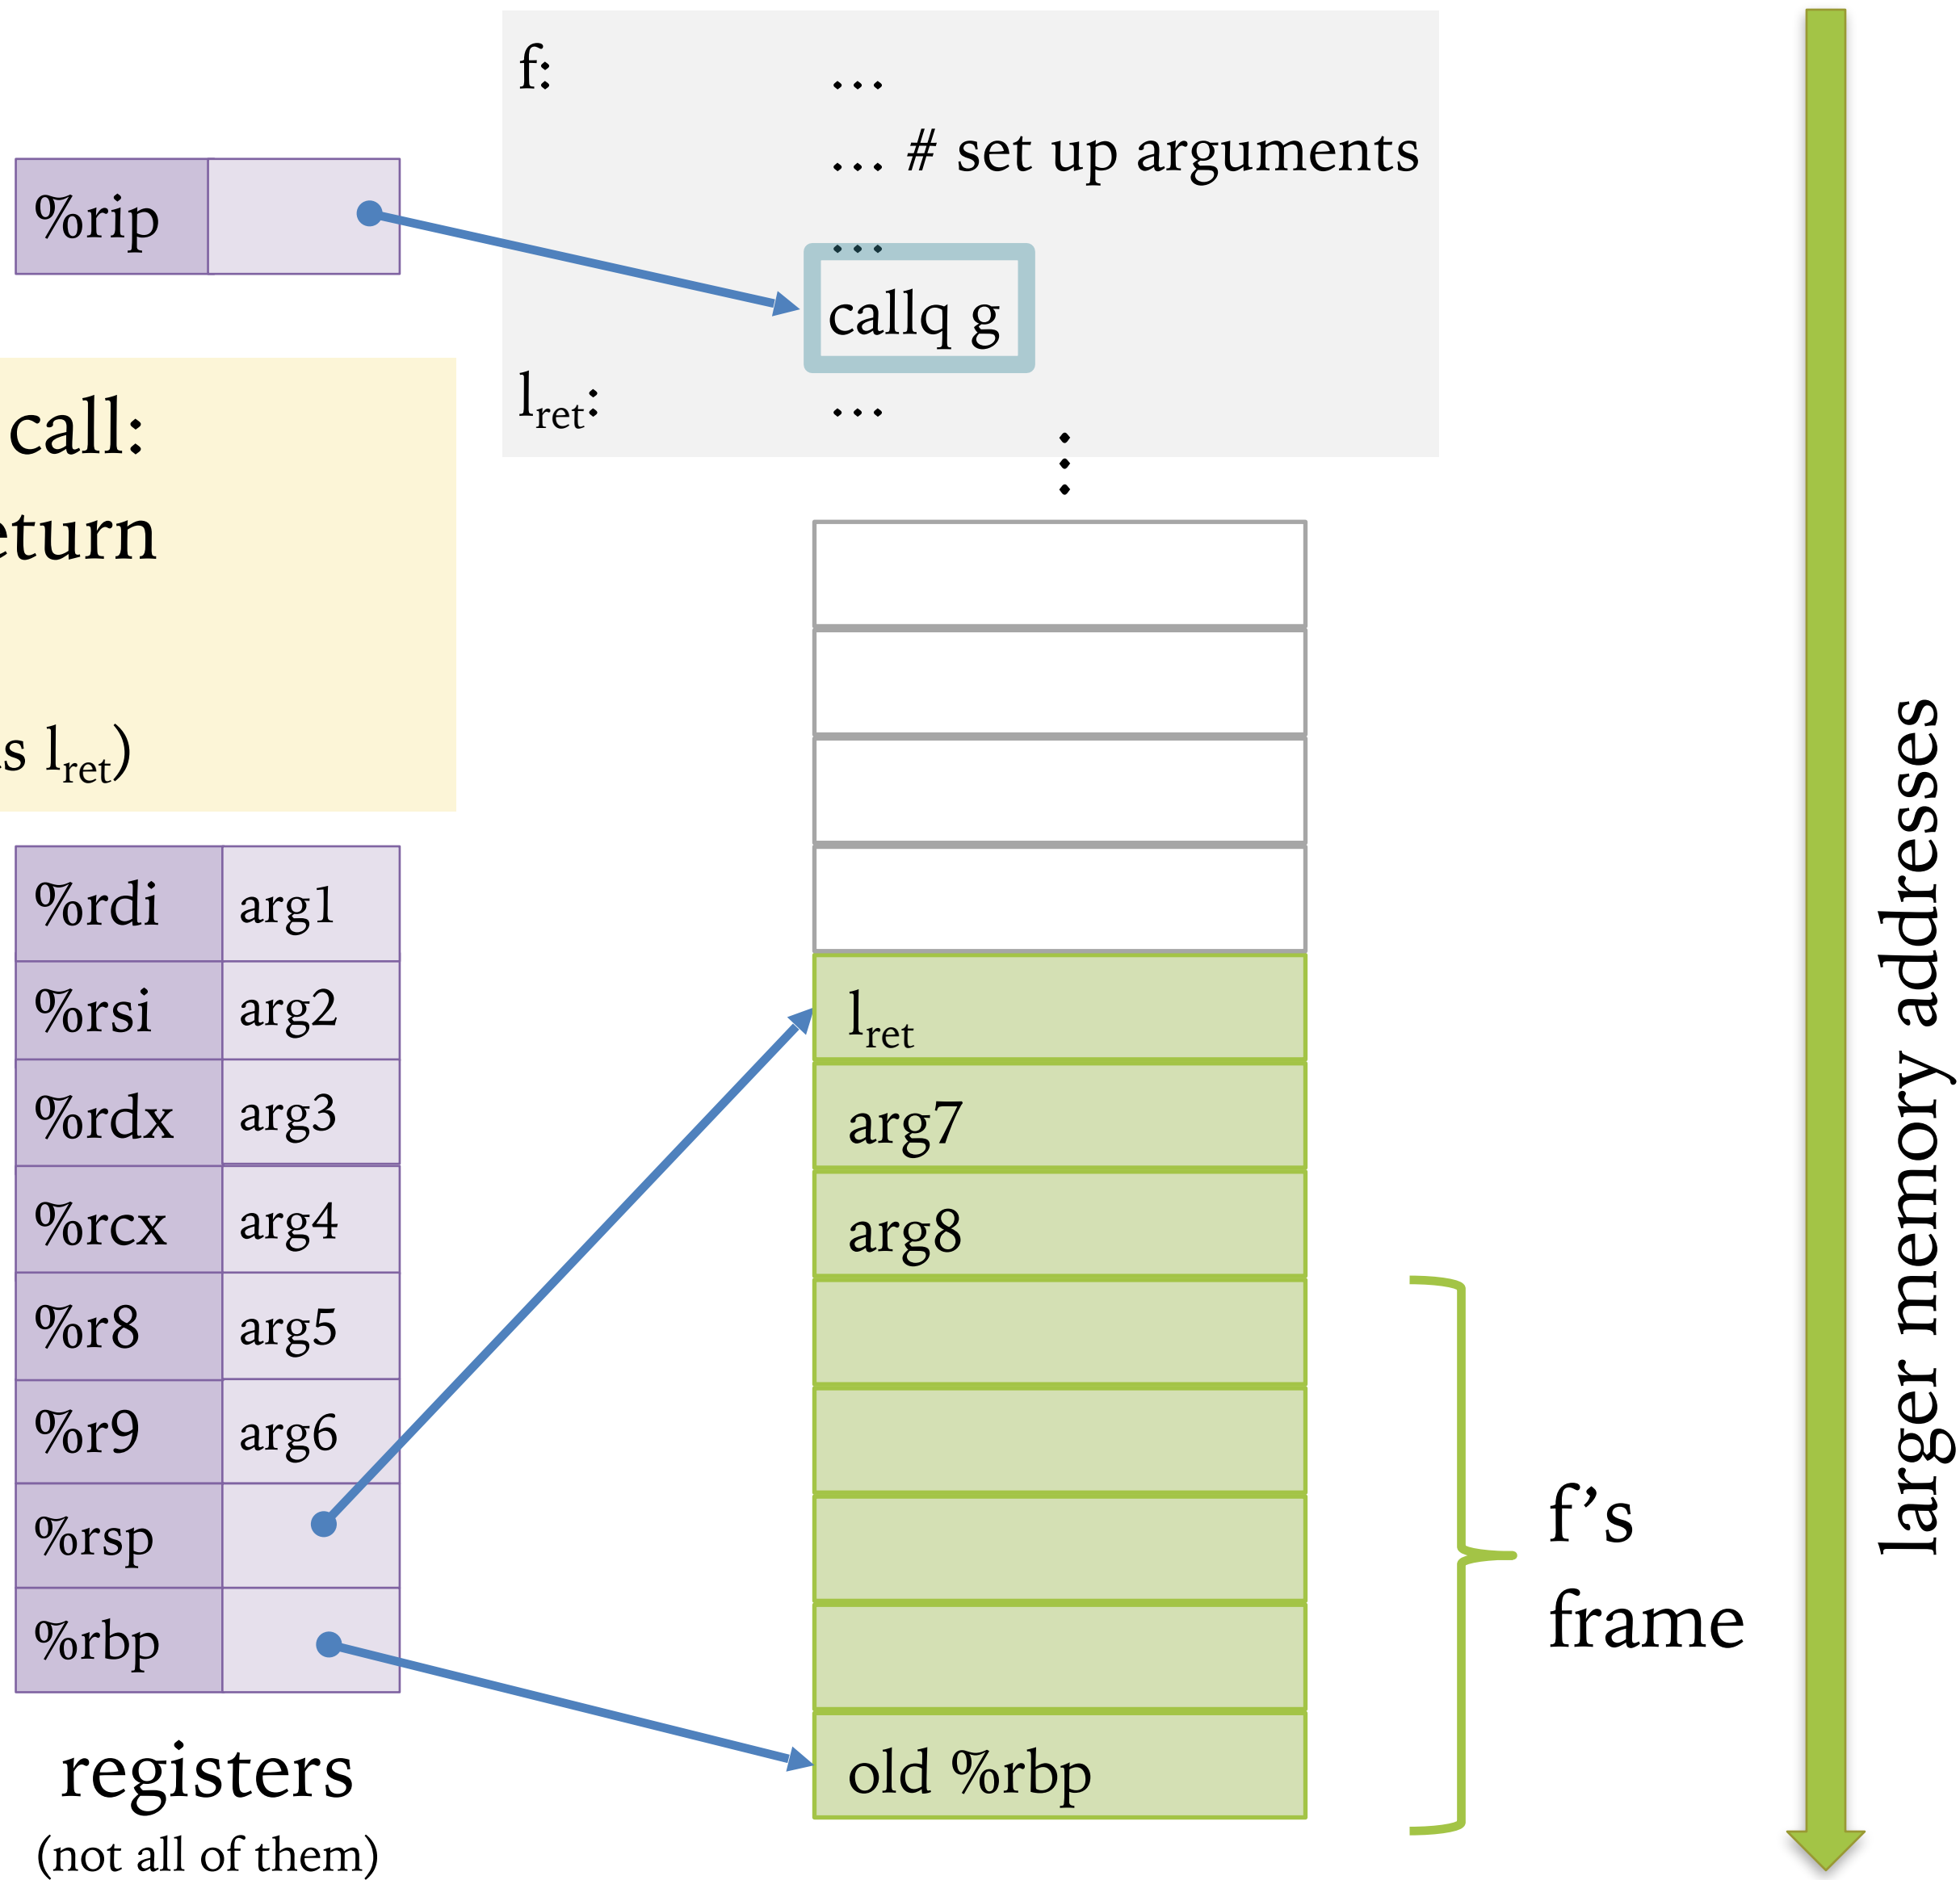 f: ...
... # set up arguments
...
callq g
lret: ...
%rip
call:
lret)
%rdi arg1
%rsi arg2
%rdx arg3
%rcx arg4
%r8 arg5
%r9 arg6
%rsp
%rbp
registers
(not all of them)
lret
arg7
arg8
old %rbp
f's
frame
larger memory addresses